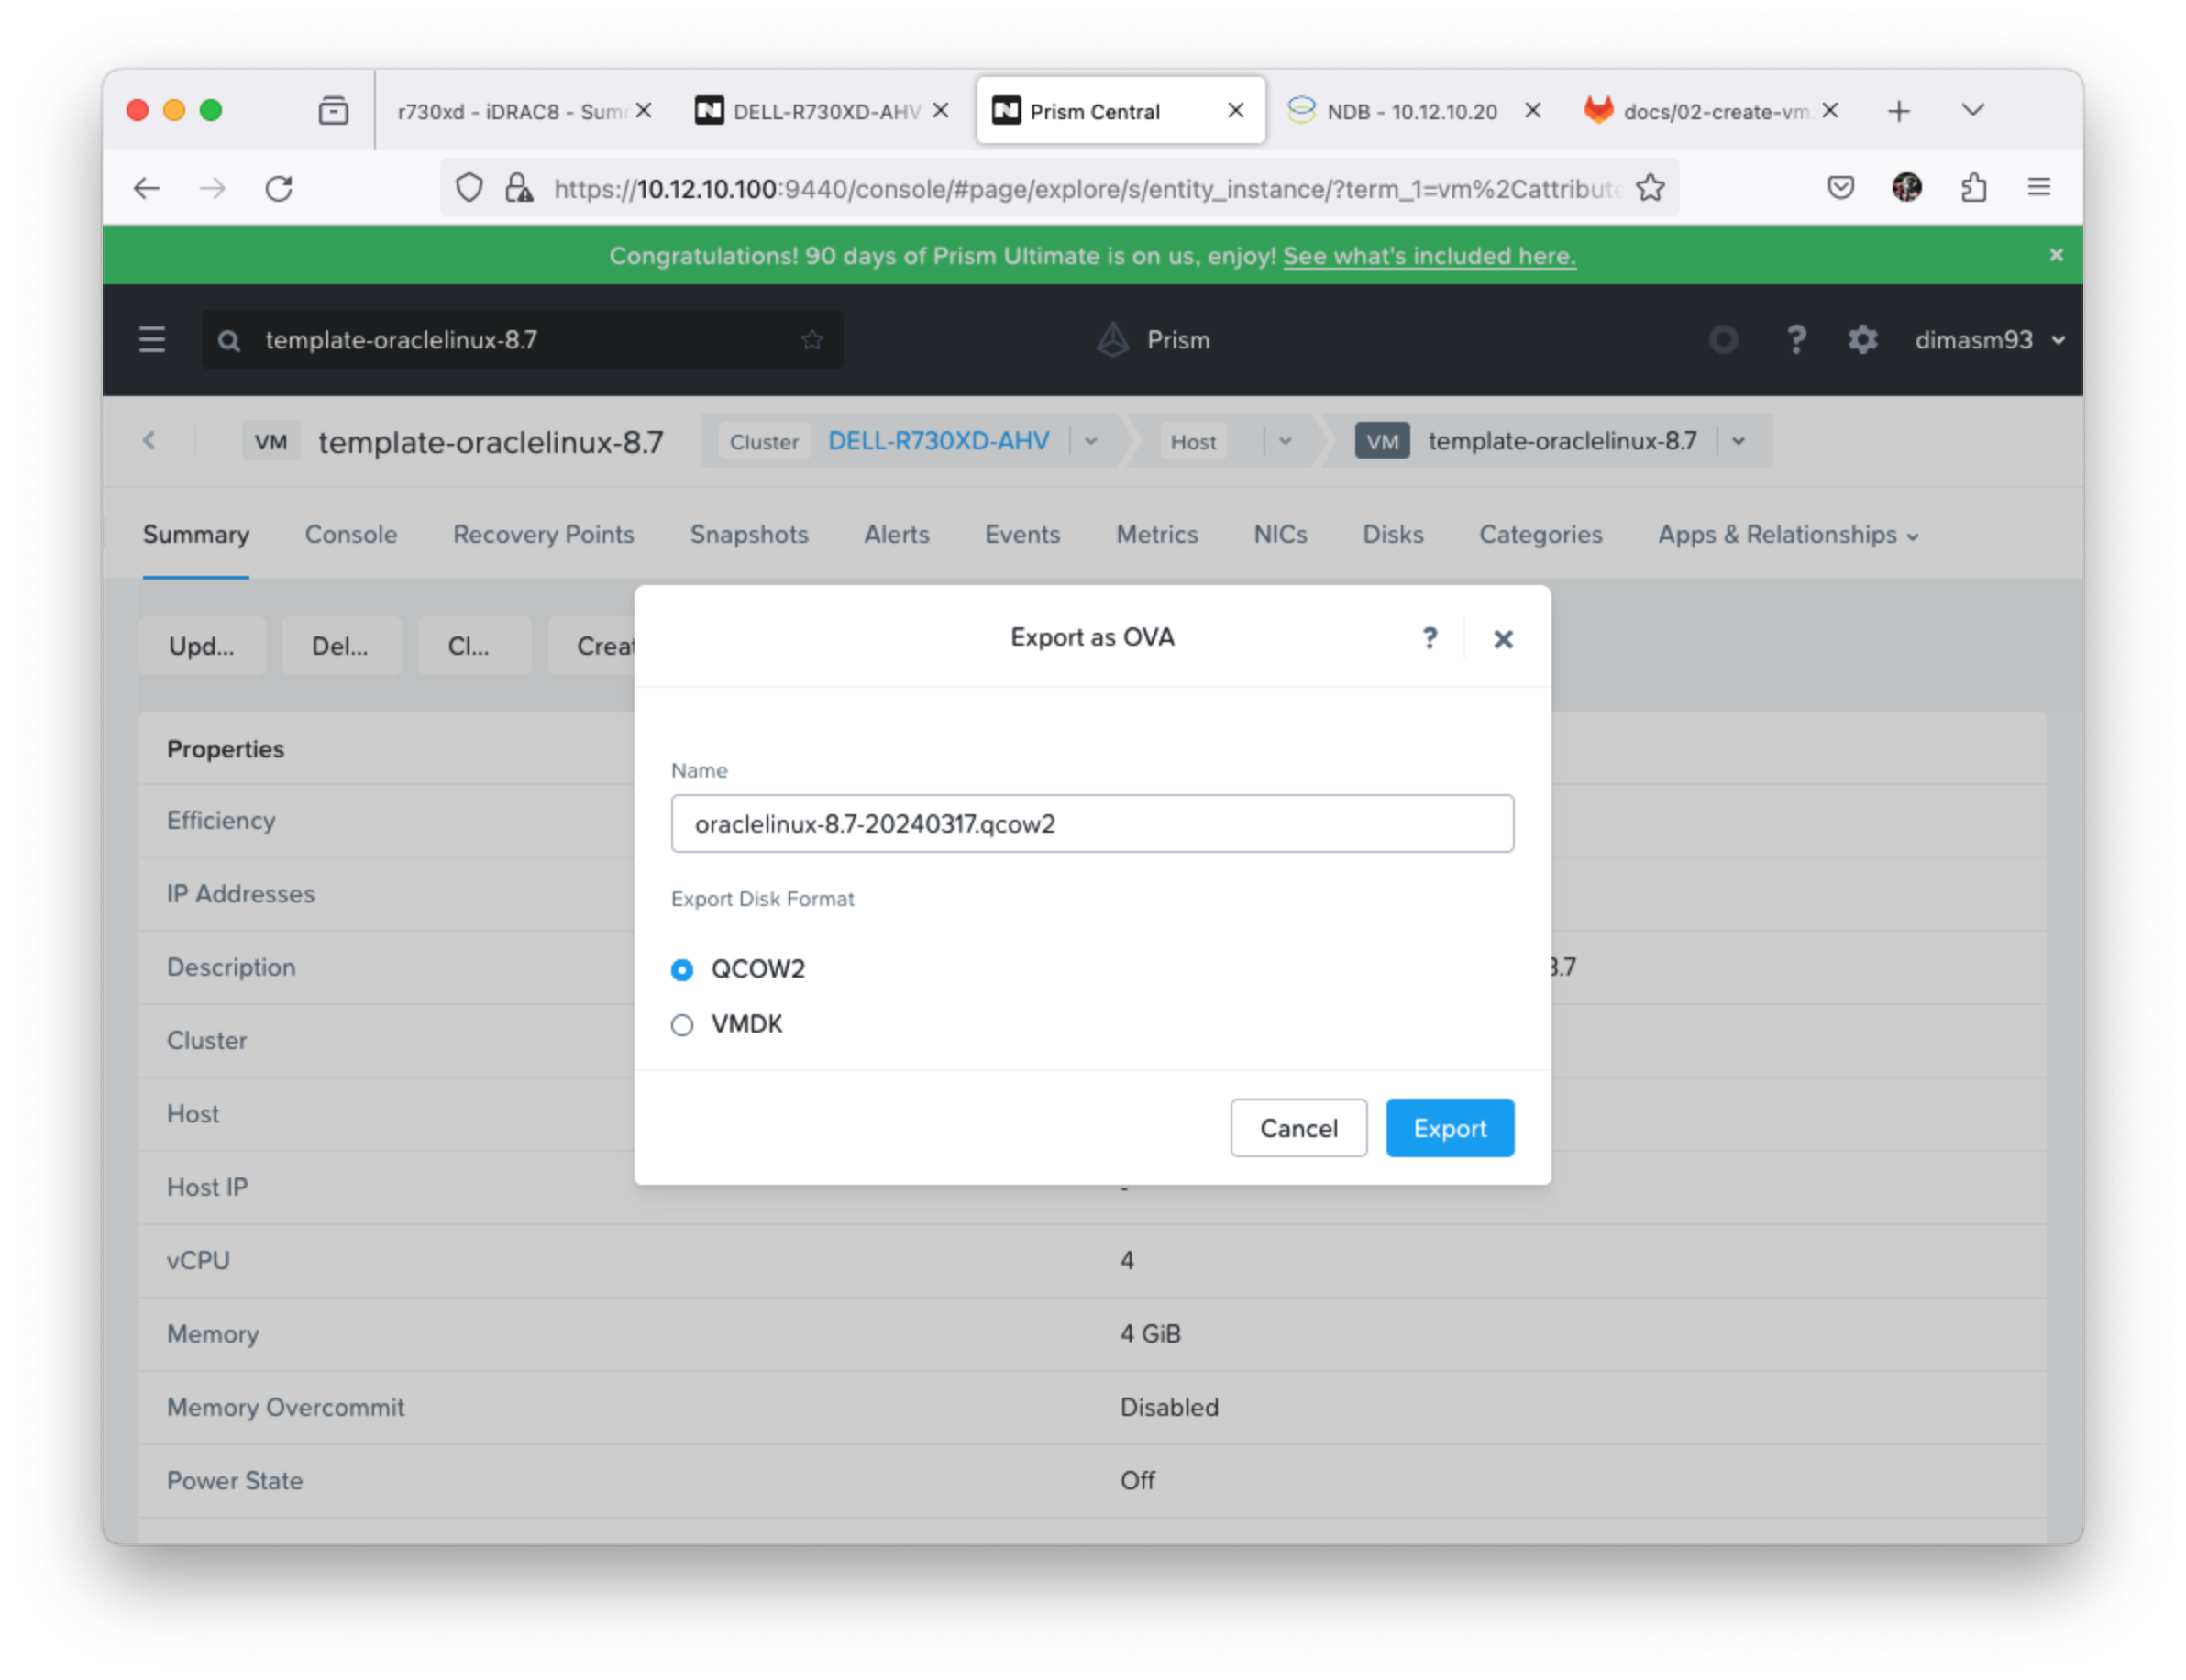 r730xd - iDRAC8 - Sum
DELL-R730XD-AHV
Prism Central
NDB - 10.12.10.20
docs/02-create-vm.
https://10.12.10.100:9440/console/#page/explore/s/entity_instance/?term_1=vm%2Cattribut
Congratulations! 90 days of Prism Ultimate is on us, enjoy! See what's included here.
template-oraclelinux-8.7
Prism
? dimasm93
VM template-oraclelinux-8.7 Cluster DELL-R730XD-AHV Host VM template-oraclelinux-8.7
Summary Console Recovery Points Snapshots Alerts Events Metrics NICs Disks Categories Apps & Relationships
Upd... Del... Cl... Creat
Export as OVA ?
Name
oraclelinux-8.7-20240317.qcow2
Export Disk Format
QCOW2
VMDK
Cancel Export
Properties
Efficiency
IP Addresses
Description 8.7
Cluster
Host
Host IP -
vCPU 4
Memory 4 GiB
Memory Overcommit Disabled
Power State Off